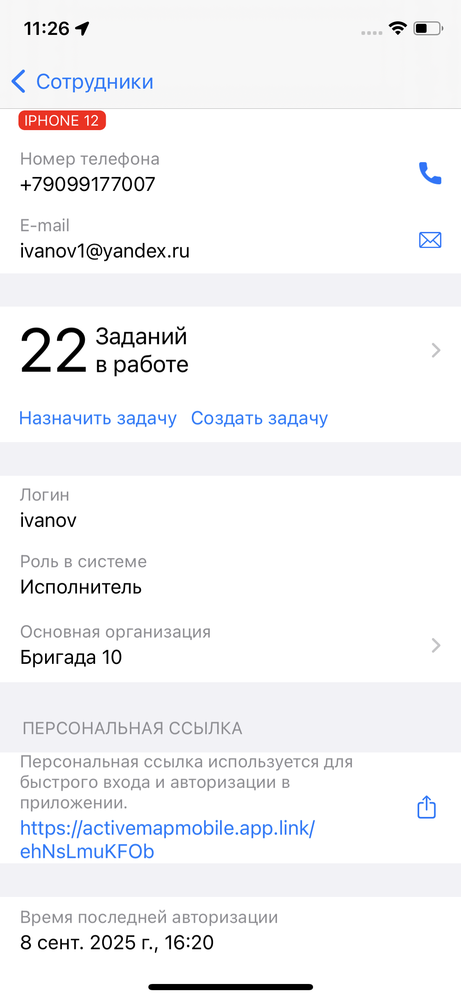 11:26
Сотрудники
IPHONE 12
Номер телефона
+79099177007
E-mail
ivanov1@yandex.ru
22 Заданий
в работе
Назначить задачу Создать задачу
Логин
ivanov
Роль в системе
Исполнитель
Основная организация
Бригада 10
ПЕРСОНАЛЬНАЯ ССЫЛКА
Персональная ссылка используется для
быстрого входа и авторизации в
приложении.
https://activemapmobile.app.link/
ehNsLmuKFOb
Время последней авторизации
8 сент. 2025 г., 16:20